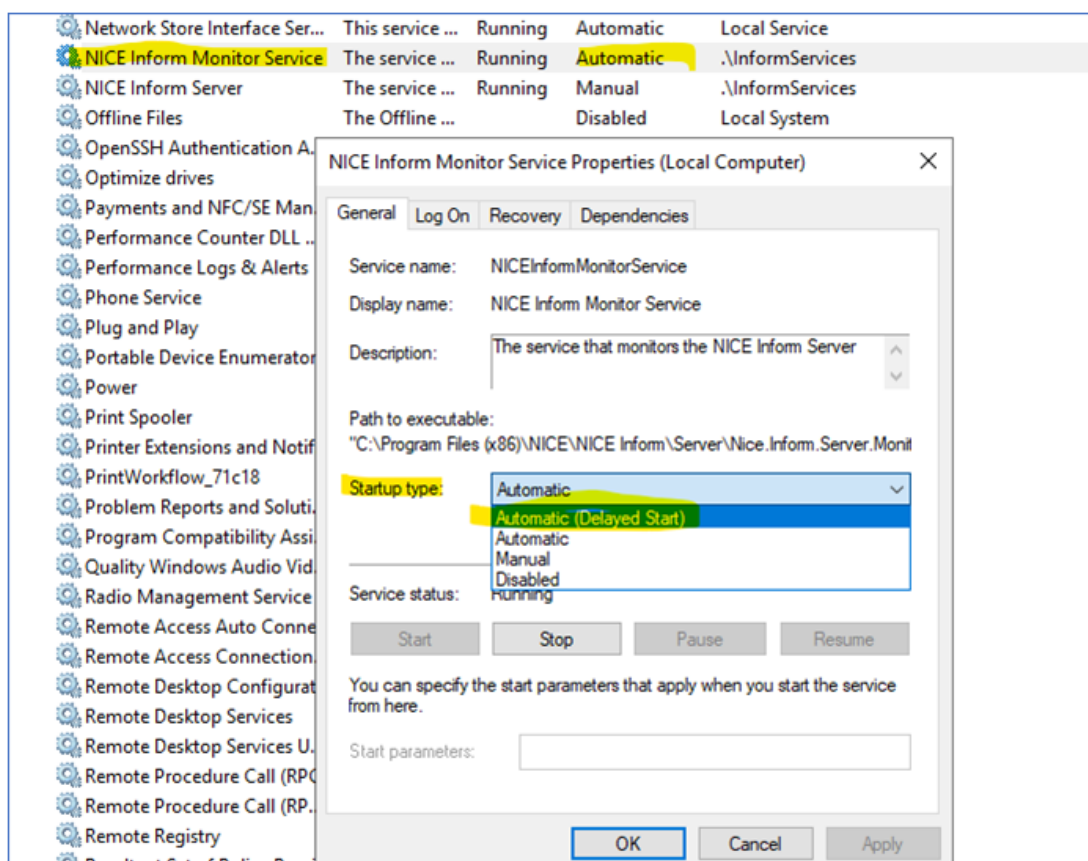 Network Store Interface Ser... This service ... Running Automatic Local Service
NICE Inform Monitor Service The service ... Running Automatic .\InformServices
NICE Inform Server The service ... Running Manual .\InformServices
Offline Files The Offline ... Disabled Local System
OpenSSH Authentication A.
Optimize drives
Payments and NFC/SE Man.
Performance Counter DLL ..
Performance Logs & Alerts
Phone Service
Plug and Play
Portable Device Enumerator
Power
Print Spooler
Printer Extensions and Notif
PrintWorkflow_71c18
Problem Reports and Soluti.
Program Compatibility Assi.
Quality Windows Audio Vid.
Radio Management Service
Remote Access Auto Conne
Remote Access Connection.
Remote Desktop Configurat
Remote Desktop Services
Remote Desktop Services U.
Remote Procedure Call (RPC
Remote Procedure Call (RP..
Remote Registry
NICE Inform Monitor Service Properties (Local Computer)
General Log On Recovery Dependencies
Service name: NICEInformMonitorService
Display name: NICE Inform Monitor Service
Description: The service that monitors the NICE Inform Server
Path to executable:
"C:\Program Files (x86)\NICE\NICE Inform\Server\Nice.Inform.Server.Monit
Startup type: Automatic
Automatic (Delayed Start)
Automatic
Manual
Disabled
Service status: Running
Start Stop Pause Resume
You can specify the start parameters that apply when you start the service
from here.
Start parameters:
OK Cancel Apply